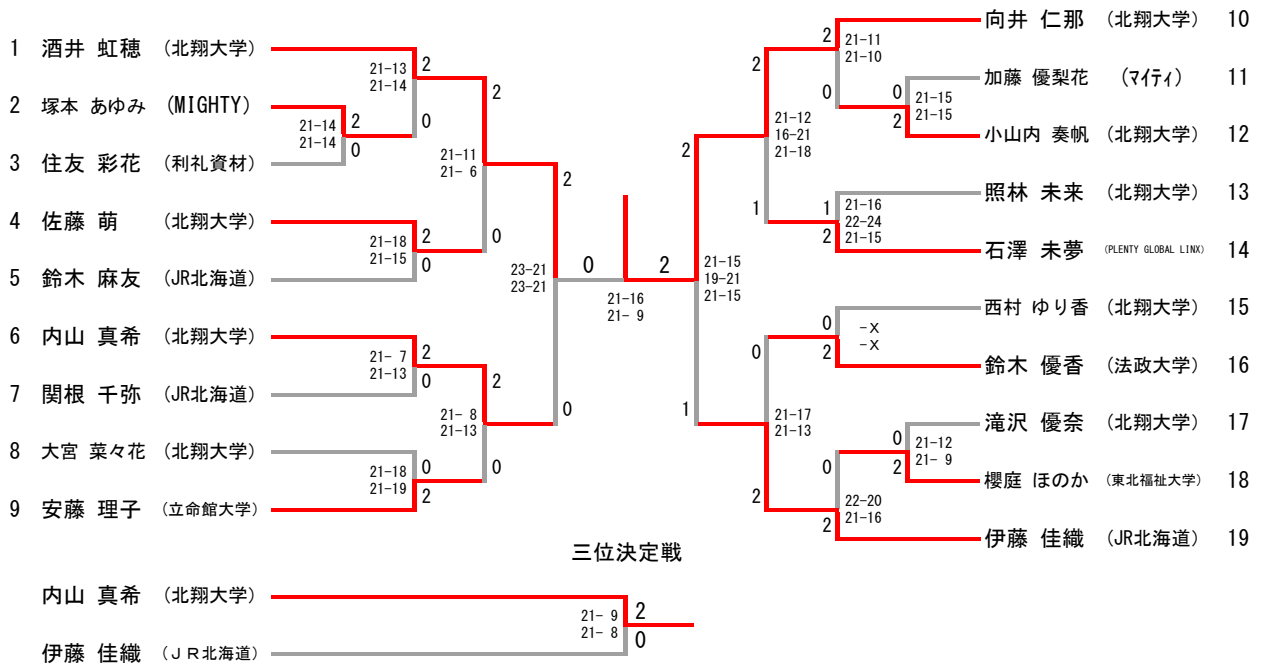 1 酒井 虹穂 (北翔大学)
2 塚本 あゆみ (MIGHTY)
3 住友 彩花 (利礼資材)
4 佐藤 萌 (北翔大学)
5 鈴木 麻友 (JR北海道)
6 内山 真希 (北翔大学)
7 関根 千弥 (JR北海道)
8 大宮 菜々花 (北翔大学)
9 安藤 理子 (立命館大学)
21-13 2
21-14
0
21-14 2
21-14 0
2
21-11
21- 6
0
21-18 2
21-15 0
2
23-21
23-21
0
21- 7 2
21-13 0
2
21- 8
21-13
0
21-18 0
21-19 2
0 2
21-16
21- 9
向井 仁那 (北翔大学) 10
加藤 優梨花 (マイティ) 11
小山内 奏帆 (北翔大学) 12
照林 未来 (北翔大学) 13
石澤 未夢 (PLENTY GLOBAL LINX) 14
西村 ゆり香 (北翔大学) 15
鈴木 優香 (法政大学) 16
滝沢 優奈 (北翔大学) 17
櫻庭 ほのか (東北福祉大学) 18
伊藤 佳織 (JR北海道) 19
2 21-11
21-10
0
0 21-15
2 21-15
2
21-12
16-21
21-18
1
1 21-16
22-24
2 21-15
2
21-15
19-21
21-15
1
0 -X
2 -X
0
21-17
21-13
2
0 21-12
2 21- 9
0
22-20
2 21-16
三位決定戦
内山 真希 (北翔大学)
21- 9 2
21- 8 0
伊藤 佳織 (ＪＲ北海道)